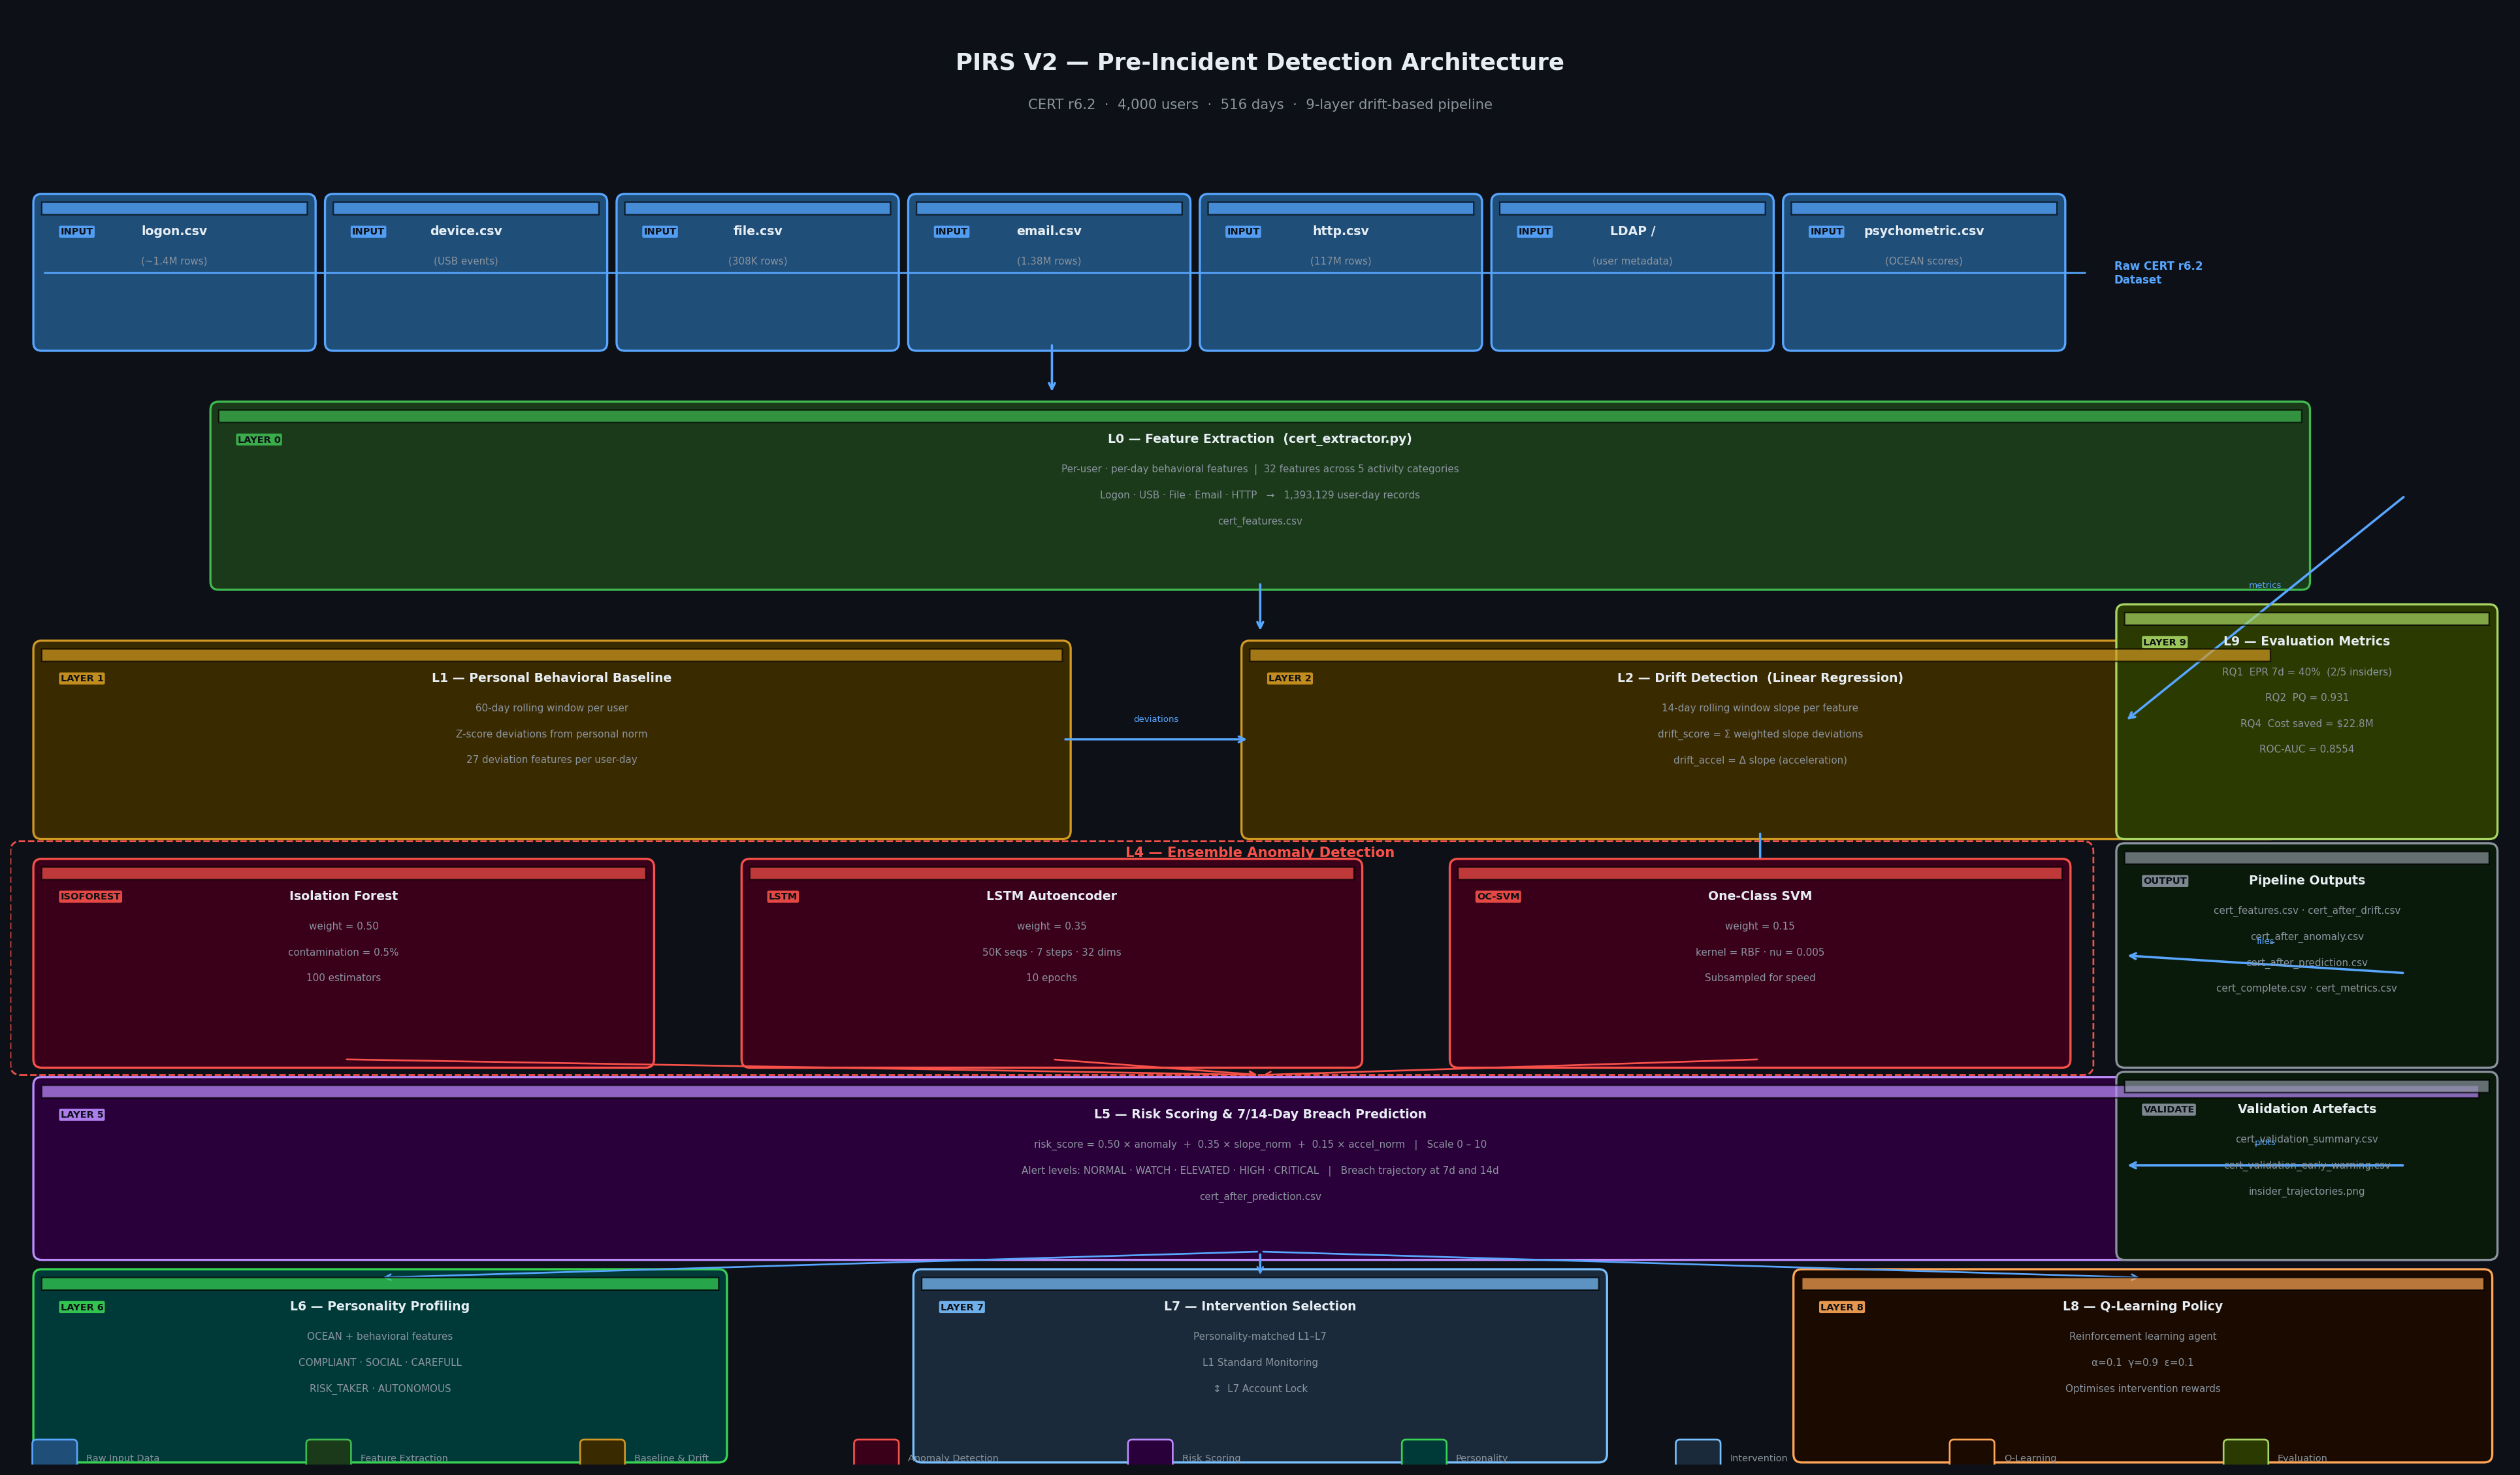 PIRS V2 — Pre-Incident Detection Architecture
CERT r6.2 · 4,000 users · 516 days · 9-layer drift-based pipeline
INPUT logon.csv
(~1.4M rows)
INPUT device.csv
(USB events)
INPUT file.csv
(308K rows)
INPUT email.csv
(1.38M rows)
INPUT http.csv
(117M rows)
INPUT LDAP /
(user metadata)
INPUT psychometric.csv
(OCEAN scores)
Raw CERT r6.2
Dataset
LAYER 0 L0 — Feature Extraction (cert_extractor.py)
Per-user · per-day behavioral features | 32 features across 5 activity categories
Logon · USB · File · Email · HTTP → 1,393,129 user-day records
cert_features.csv
metrics
LAYER 1 L1 — Personal Behavioral Baseline
60-day rolling window per user
Z-score deviations from personal norm
27 deviation features per user-day
deviations
LAYER 2 L2 — Drift Detection (Linear Regression)
14-day rolling window slope per feature
drift_score = Σ weighted slope deviations
drift_accel = Δ slope (acceleration)
LAYER 9 L9 — Evaluation Metrics
RQ1 EPR 7d = 40% (2/5 insiders)
RQ2 PQ = 0.931
RQ4 Cost saved = $22.8M
ROC-AUC = 0.8554
L4 — Ensemble Anomaly Detection
ISOFOREST Isolation Forest
weight = 0.50
contamination = 0.5%
100 estimators
LSTM LSTM Autoencoder
weight = 0.35
50K seqs · 7 steps · 32 dims
10 epochs
OC-SVM One-Class SVM
weight = 0.15
kernel = RBF · nu = 0.005
Subsampled for speed
OUTPUT Pipeline Outputs
cert_features.csv · cert_after_drift.csv
cert_after_anomaly.csv
files
cert_after_prediction.csv
cert_complete.csv · cert_metrics.csv
LAYER 5 L5 — Risk Scoring & 7/14-Day Breach Prediction
risk_score = 0.50 × anomaly + 0.35 × slope_norm + 0.15 × accel_norm | Scale 0 – 10
Alert levels: NORMAL · WATCH · ELEVATED · HIGH · CRITICAL | Breach trajectory at 7d and 14d
cert_after_prediction.csv
VALIDATE Validation Artefacts
cert_validation_summary.csv
plots
cert_validation_early_warning.csv
insider_trajectories.png
LAYER 6 L6 — Personality Profiling
OCEAN + behavioral features
COMPLIANT · SOCIAL · CAREFULL
RISK_TAKER · AUTONOMOUS
LAYER 7 L7 — Intervention Selection
Personality-matched L1–L7
L1 Standard Monitoring
↕ L7 Account Lock
LAYER 8 L8 — Q-Learning Policy
Reinforcement learning agent
α=0.1 γ=0.9 ε=0.1
Optimises intervention rewards
Raw Input Data
Feature Extraction
Baseline & Drift
Anomaly Detection
Risk Scoring
Personality
Intervention
Q-Learning
Evaluation